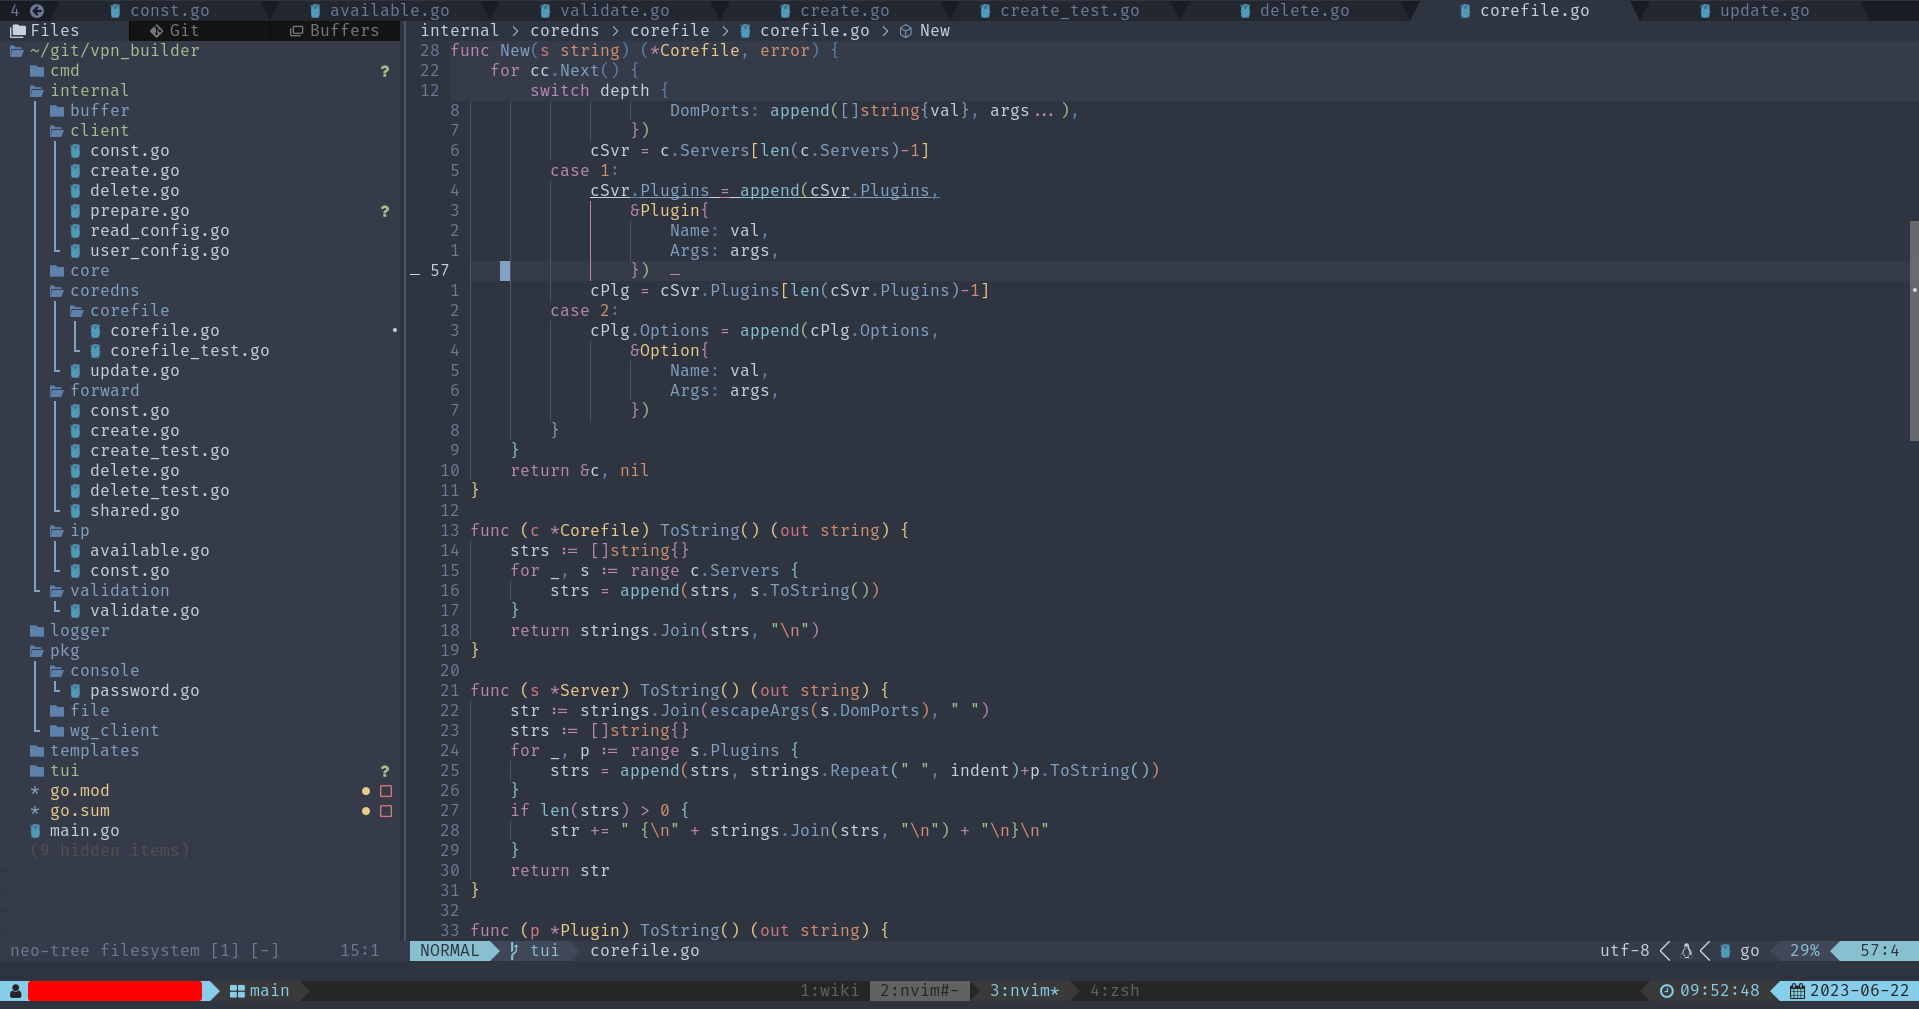 4 const.go available.go validate.go create.go create_test.go delete.go corefile.go update.go
Files Git Buffers
~/git/vpn_builder
cmd ?
internal
buffer
client
const.go
create.go
delete.go
prepare.go ?
read_config.go
user_config.go
core
coredns
corefile
corefile.go •
corefile_test.go
update.go
forward
const.go
create.go
create_test.go
delete.go
delete_test.go
shared.go
ip
available.go
const.go
validation
validate.go
logger
pkg
console
password.go
file
wg_client
templates
tui ?
* go.mod
* go.sum
main.go
(9 hidden items)
neo-tree filesystem [1] [-] 15:1
internal > coredns > corefile > corefile.go > New
28 func New(s string) (*Corefile, error) {
22     for cc.Next() {
12         switch depth {
8                     DomPorts: append([]string{val}, args...),
7                 })
6             cSvr = c.Servers[len(c.Servers)-1]
5         case 1:
4             cSvr.Plugins = append(cSvr.Plugins,
3                 &Plugin{
2                     Name: val,
1                     Args: args,
57                 })
1             cPlg = cSvr.Plugins[len(cSvr.Plugins)-1]
2         case 2:
3             cPlg.Options = append(cPlg.Options,
4                 &Option{
5                     Name: val,
6                     Args: args,
7                 })
8         }
9     }
10     return &c, nil
11 }
12
13 func (c *Corefile) ToString() (out string) {
14     strs := []string{}
15     for _, s := range c.Servers {
16         strs = append(strs, s.ToString())
17     }
18     return strings.Join(strs, "\n")
19 }
20
21 func (s *Server) ToString() (out string) {
22     str := strings.Join(escapeArgs(s.DomPorts), " ")
23     strs := []string{}
24     for _, p := range s.Plugins {
25         strs = append(strs, strings.Repeat(" ", indent)+p.ToString())
26     }
27     if len(strs) > 0 {
28         str += " {\n" + strings.Join(strs, "\n") + "\n}\n"
29     }
30     return str
31 }
32
33 func (p *Plugin) ToString() (out string) {
NORMAL tui corefile.go utf-8 go 29% 57:4
main 1:wiki 2:nvim#- 3:nvim* 4:zsh 09:52:48 2023-06-22